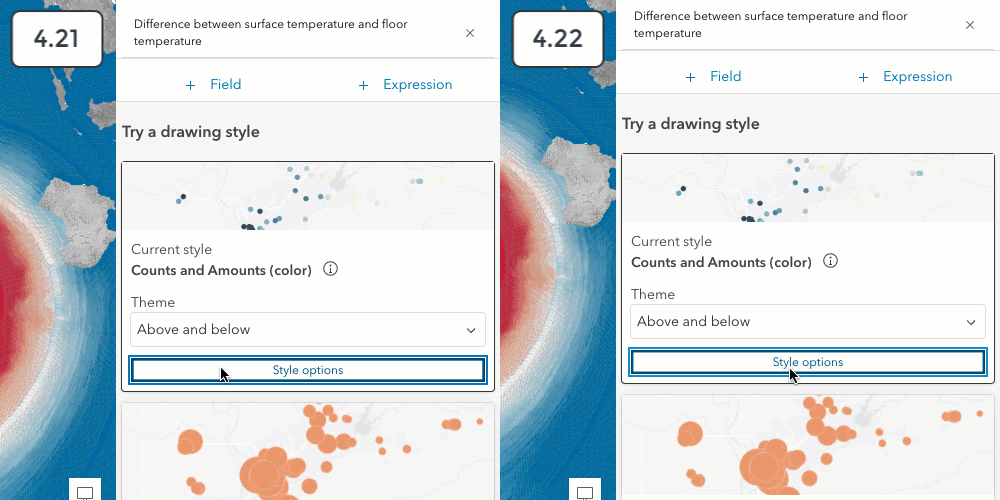 4.21
Difference between surface temperature and floor
temperature
Field
Expression
Try a drawing style
Current style
Counts and Amounts (color)
Theme
Above and below
Style options
4.22
Difference between surface temperature and floor
temperature
Field
Expression
Try a drawing style
Current style
Counts and Amounts (color)
Theme
Above and below
Style options